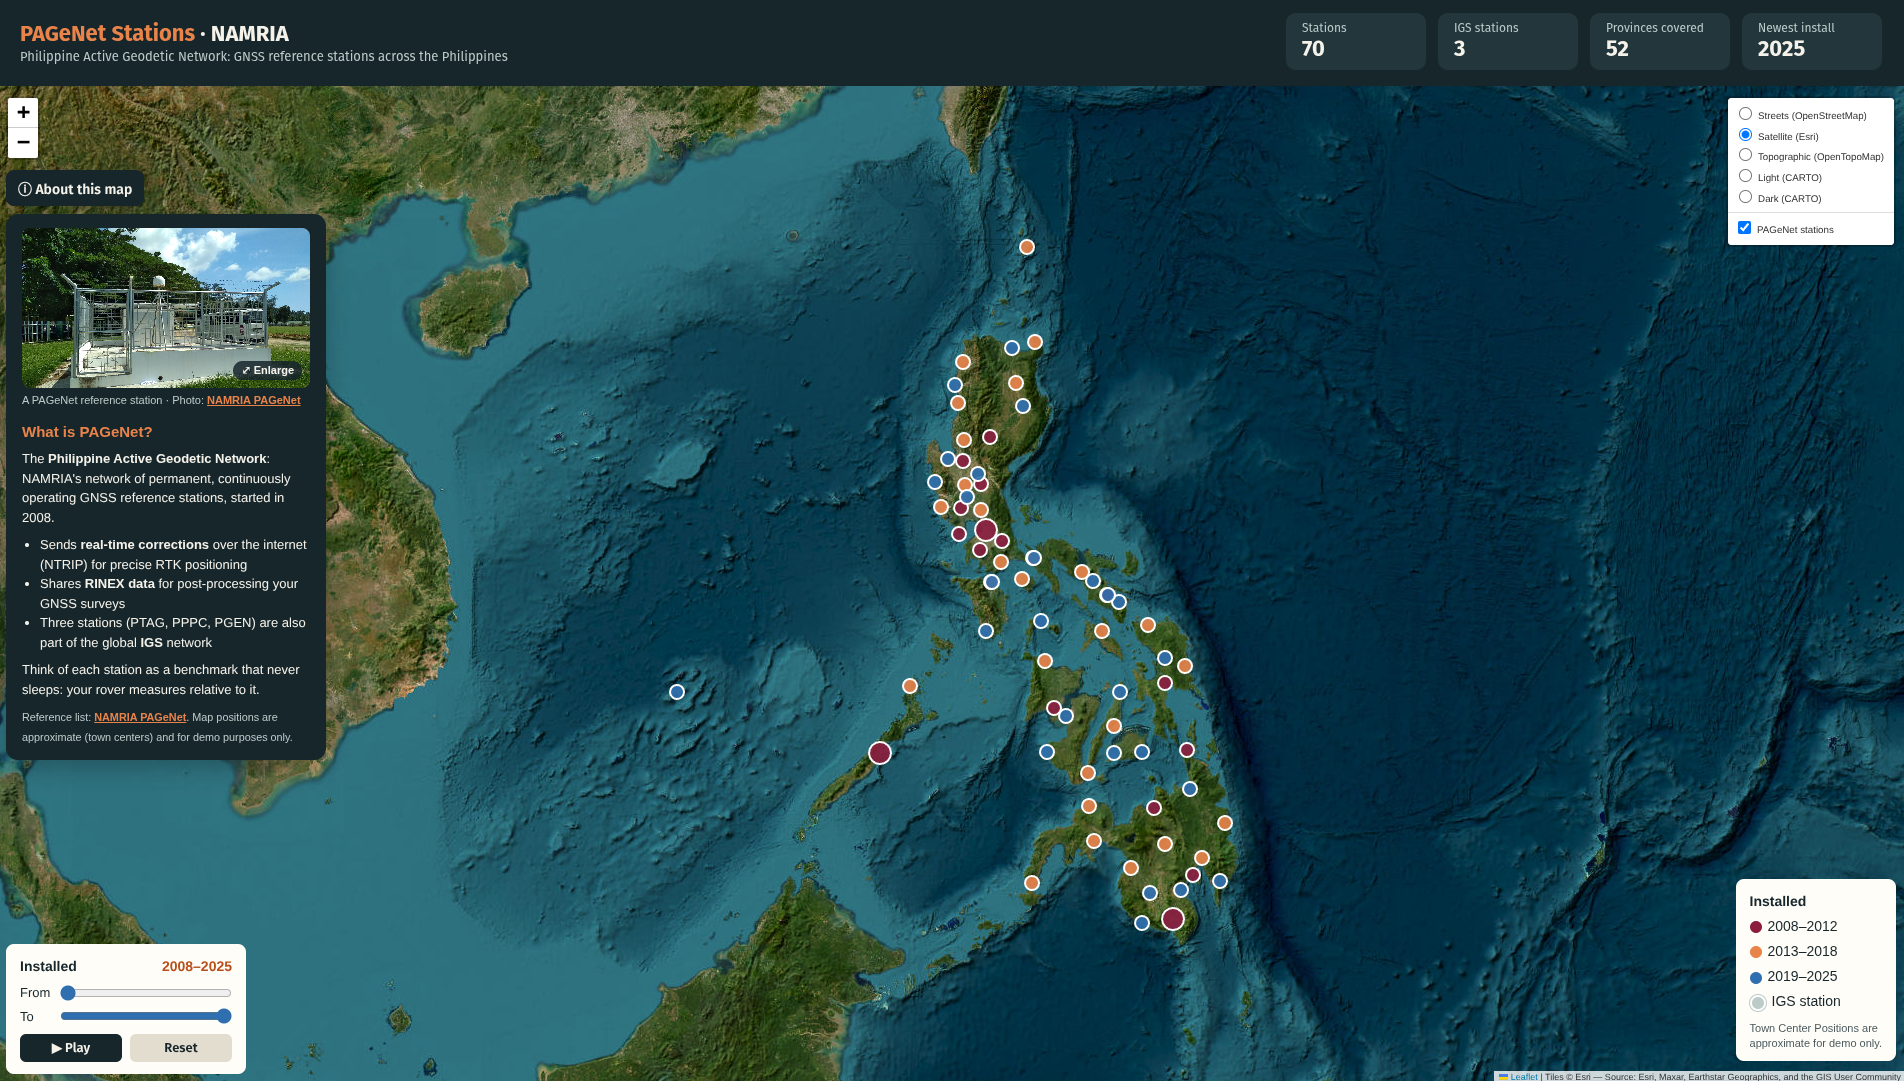 PAGeNet Stations · NAMRIA
Philippine Active Geodetic Network: GNSS reference stations across the Philippines
Stations
70
IGS stations
3
Provinces covered
52
Newest install
2025
+
−
ⓘ About this map
⤢ Enlarge
A PAGeNet reference station · Photo: NAMRIA PAGeNet
What is PAGeNet?
The Philippine Active Geodetic Network:
NAMRIA's network of permanent, continuously
operating GNSS reference stations, started in
2008.
• Sends real-time corrections over the internet
(NTRIP) for precise RTK positioning
• Shares RINEX data for post-processing your
GNSS surveys
• Three stations (PTAG, PPPC, PGEN) are also
part of the global IGS network
Think of each station as a benchmark that never
sleeps: your rover measures relative to it.
Reference list: NAMRIA PAGeNet. Map positions are
approximate (town centers) and for demo purposes only.
Streets (OpenStreetMap)
Satellite (Esri)
Topographic (OpenTopoMap)
Light (CARTO)
Dark (CARTO)
PAGeNet stations
Installed 2008–2025
From
To
▶ Play
Reset
Installed
2008–2012
2013–2018
2019–2025
IGS station
Town Center Positions are
approximate for demo only.
Leaflet | Tiles © Esri — Source: Esri, Maxar, Earthstar Geographics, and the GIS User Community